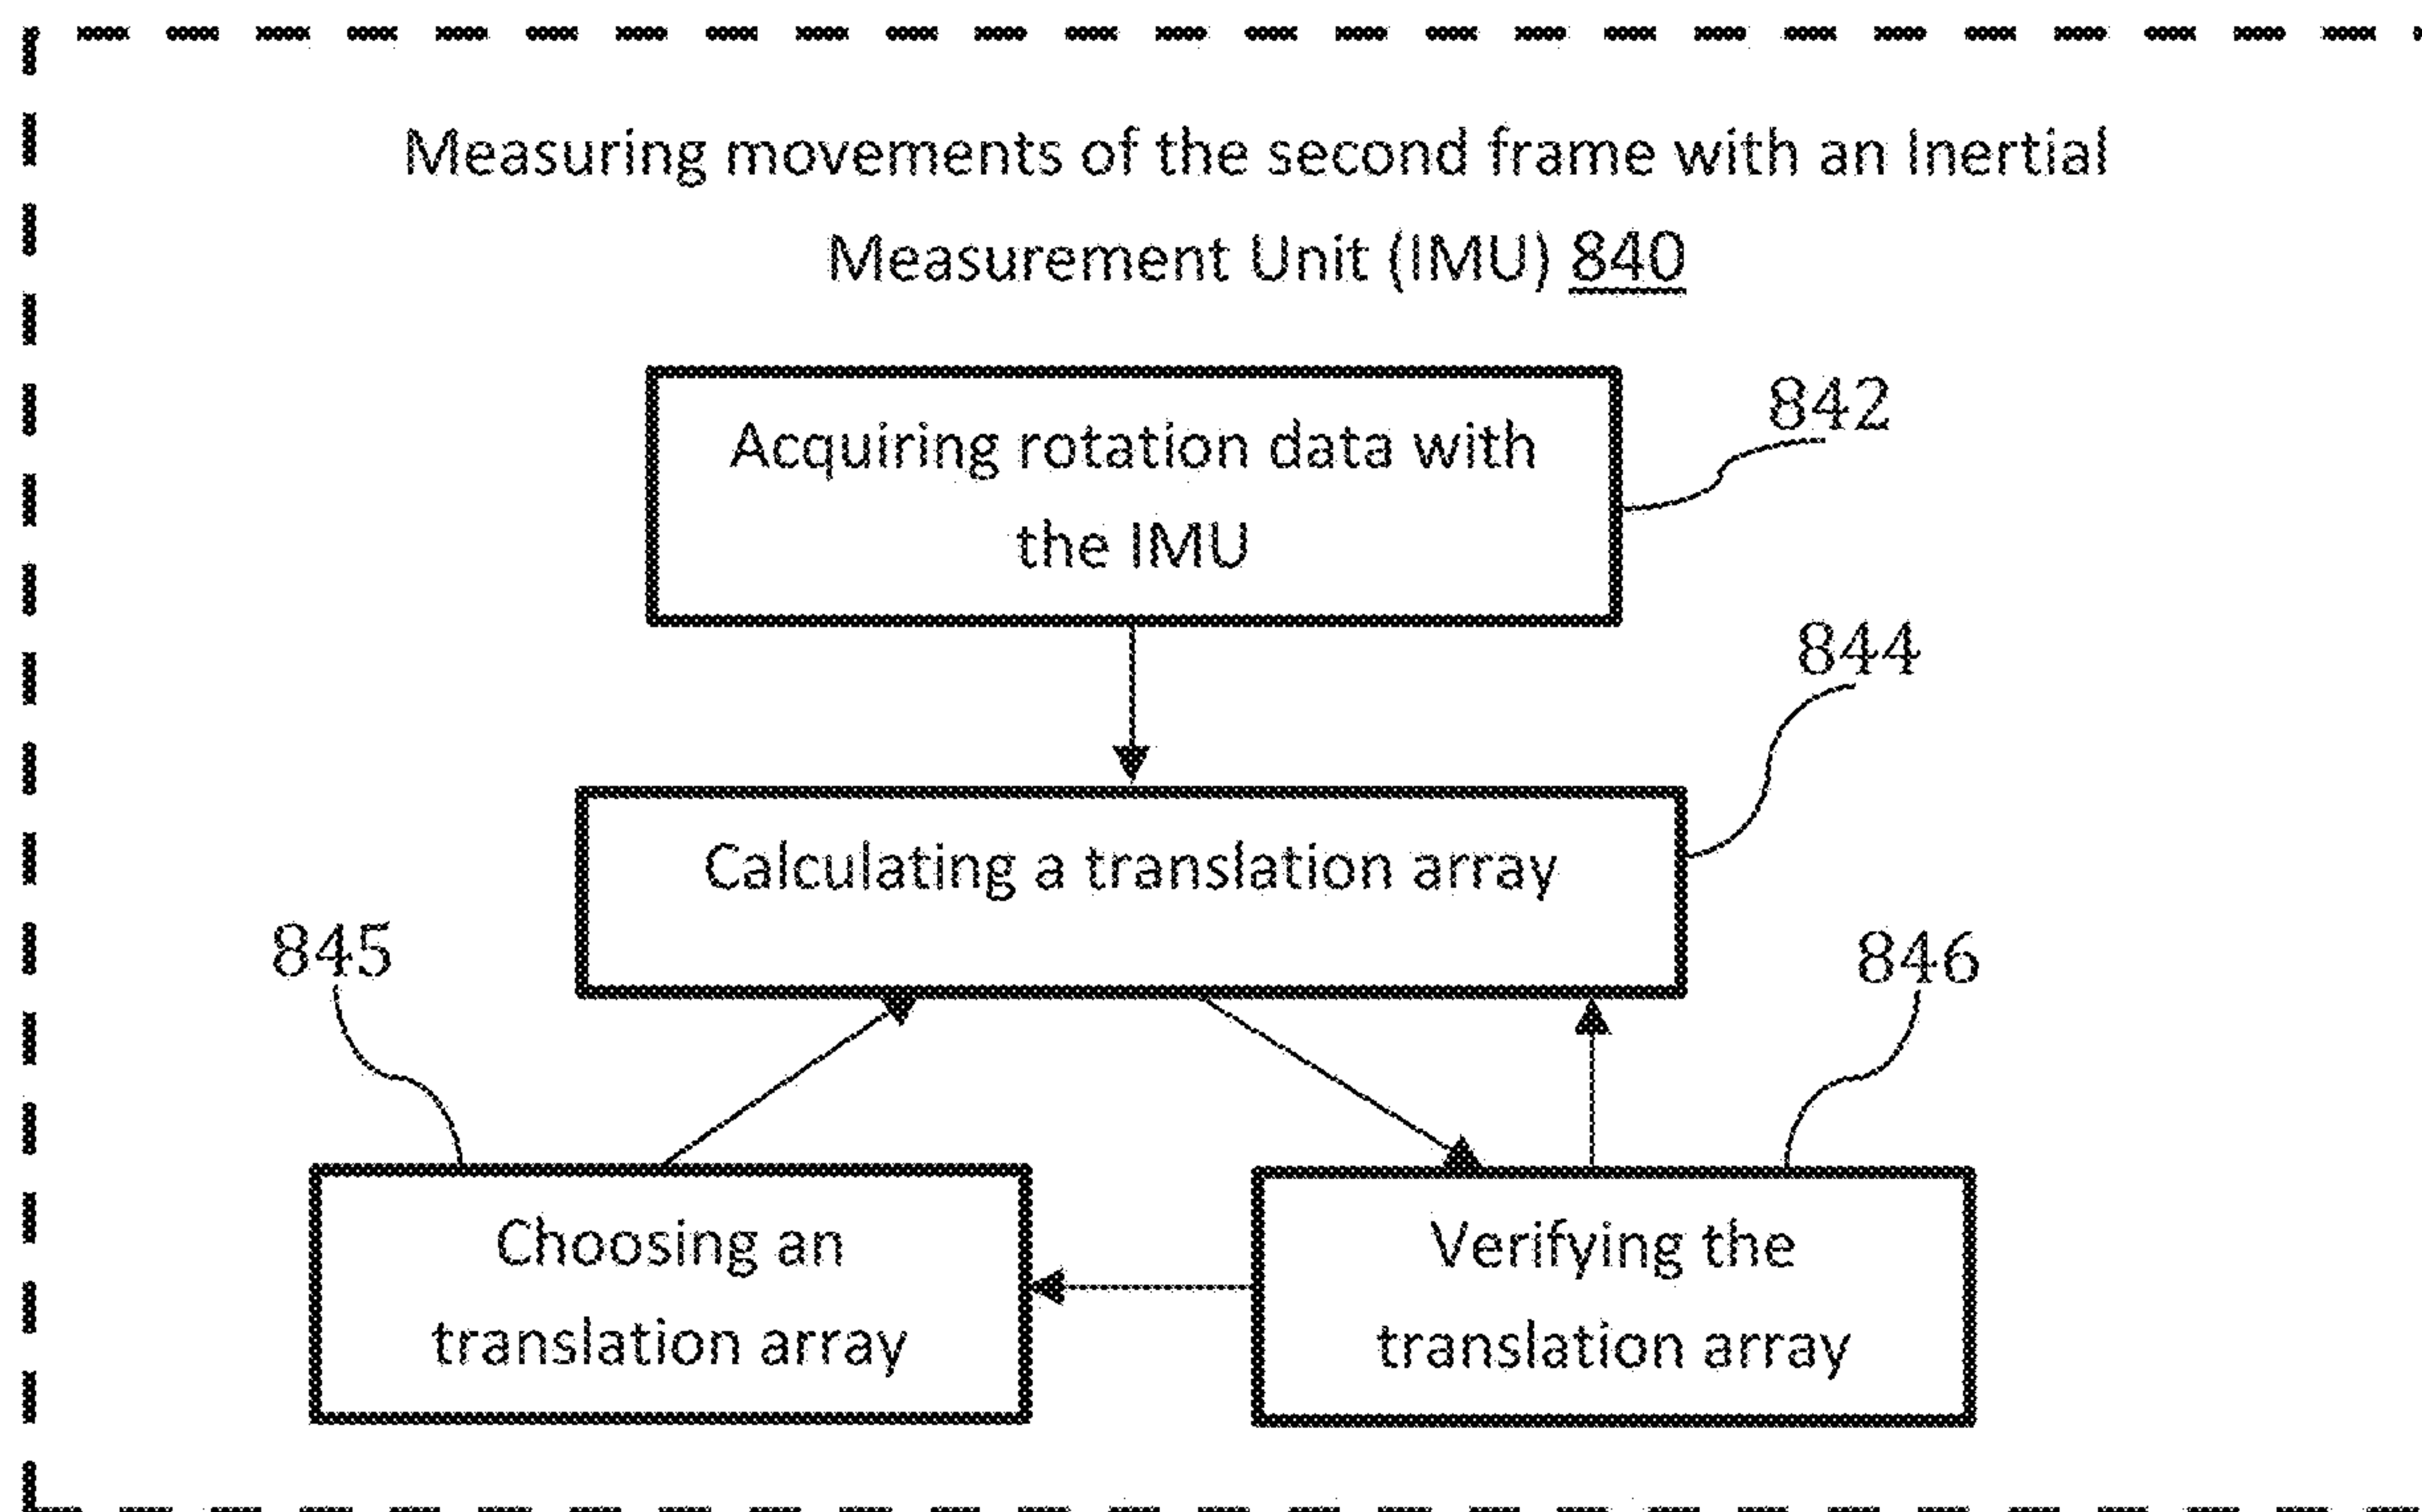 Measuring movements of the second frame with an Inertial
Measurement Unit (IMU) 840
842
Acquiring rotation data with
the IMU
844
Calculating a translation array
845
846
Choosing an
translation array
Verifying the
translation array